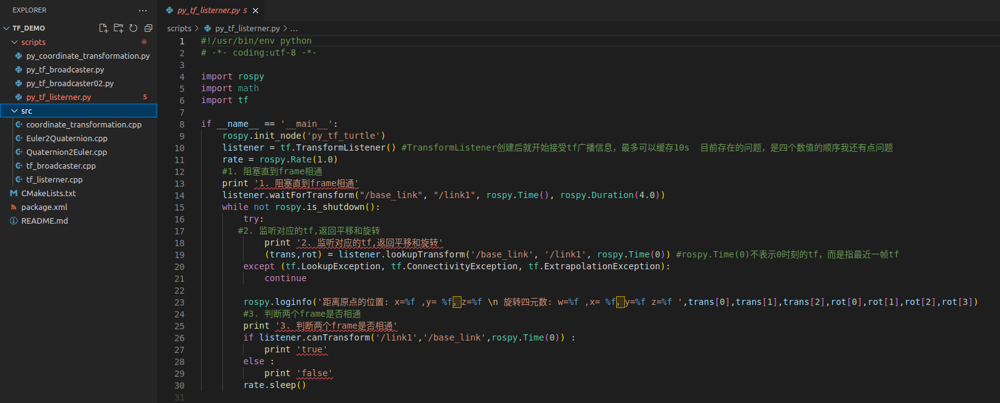 EXPLORER
TF_DEMO
scripts
py_coordinate_transformation.py
py_tf_broadcaster.py
py_tf_broadcaster02.py
py_tf_listerner.py 5
src
coordinate_transformation.cpp
Euler2Quaternion.cpp
Quaternion2Euler.cpp
tf_broadcaster.cpp
tf_listerner.cpp
CMakeLists.txt
package.xml
README.md
py_tf_listerner.py 5
scripts > py_tf_listerner.py > ...
1 #!/usr/bin/env python
2 # -*- coding:utf-8 -*-
3
4 import rospy
5 import math
6 import tf
7
8 if __name__ == '__main__':
9 rospy.init_node('py_tf_turtle')
10 listener = tf.TransformListener() #TransformListener创建后就开始接受tf广播信息，最多可以缓存10s 目前存在的问题，是四个数值的顺序我还有点问题
11 rate = rospy.Rate(1.0)
12 #1. 阻塞直到frame相通
13 print '1. 阻塞直到frame相通'
14 listener.waitForTransform("/base_link", "/link1", rospy.Time(), rospy.Duration(4.0))
15 while not rospy.is_shutdown():
16 try:
17 #2. 监听对应的tf,返回平移和旋转
18 print '2. 监听对应的tf,返回平移和旋转'
19 (trans,rot) = listener.lookupTransform('/base_link', '/link1', rospy.Time(0)) #rospy.Time(0)不表示0时刻的tf，而是指最近一帧tf
20 except (tf.LookupException, tf.ConnectivityException, tf.ExtrapolationException):
21 continue
22
23 rospy.loginfo('距离原点的位置: x=%f ,y= %f，z=%f \n 旋转四元数: w=%f ,x= %f，y=%f z=%f ',trans[0],trans[1],trans[2],rot[0],rot[1],rot[2],rot[3])
24 #3. 判断两个frame是否相通
25 print '3. 判断两个frame是否相通'
26 if listener.canTransform('/link1','/base_link',rospy.Time(0)) :
27 print 'true'
28 else :
29 print 'false'
30 rate.sleep()
31